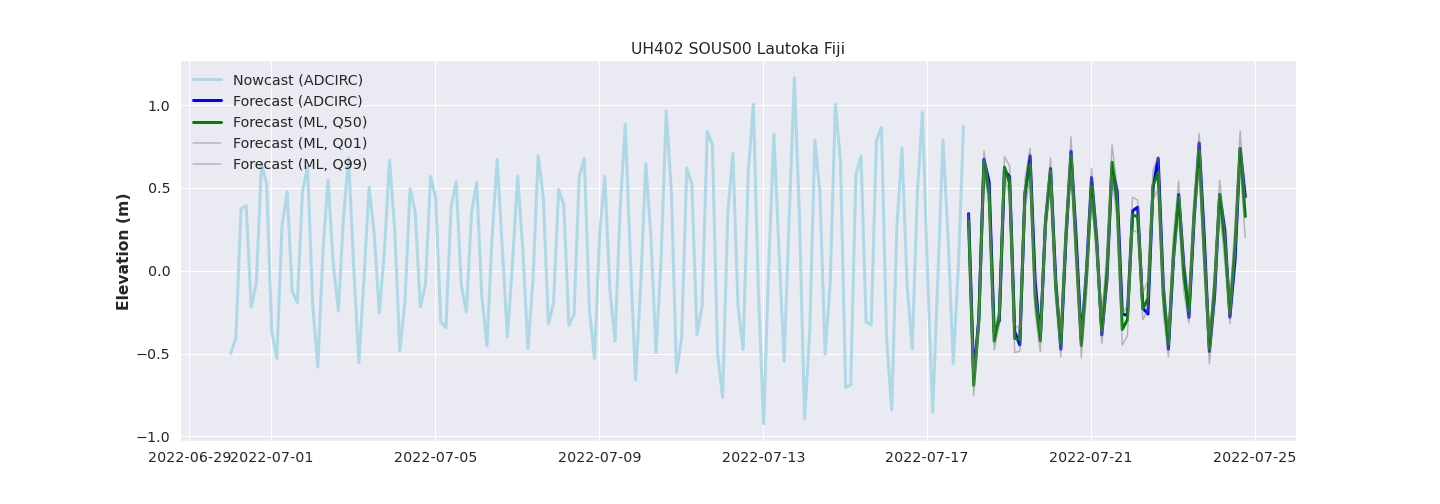 UH402 SOUS00 Lautoka Fiji
Nowcast (ADCIRC)
Forecast (ADCIRC)
Forecast (ML, Q50)
Forecast (ML, Q01)
Forecast (ML, Q99)
Elevation (m)
1.0
0.5
0.0
−0.5
−1.0
2022-06-29 2022-07-01 2022-07-05 2022-07-09 2022-07-13 2022-07-17 2022-07-21 2022-07-25